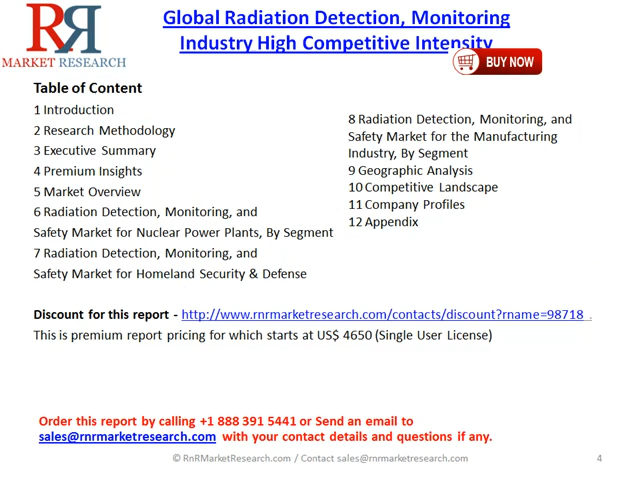 RR
MARKET RESEARCH
Global Radiation Detection, Monitoring
Industry High Competitive Intensity
BUY NOW
Table of Content
1 Introduction
2 Research Methodology
3 Executive Summary
4 Premium Insights
5 Market Overview
6 Radiation Detection, Monitoring, and
Safety Market for Nuclear Power Plants, By Segment
7 Radiation Detection, Monitoring, and
Safety Market for Homeland Security & Defense
8 Radiation Detection, Monitoring, and
Safety Market for the Manufacturing
Industry, By Segment
9 Geographic Analysis
10 Competitive Landscape
11 Company Profiles
12 Appendix
Discount for this report - http://www.rnrmarketresearch.com/contacts/discount?rname=98718 .
This is premium report pricing for which starts at US$ 4650 (Single User License)
Order this report by calling +1 888 391 5441 or Send an email to
sales@rnrmarketresearch.com with your contact details and questions if any.
© RnRMarketResearch.com / Contact sales@rnrmarketresearch.com
4